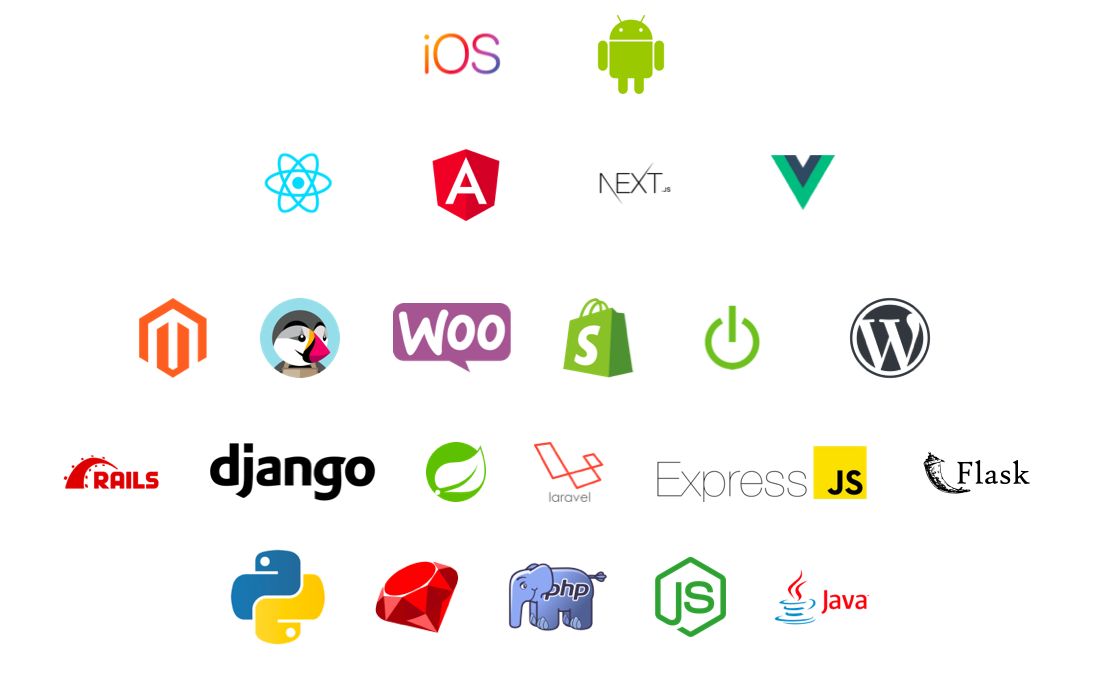 iOS
A
NEXT.JS
WOO
S
W
RAILS
django
laravel
Express
JS
Flask
php
JS
Java